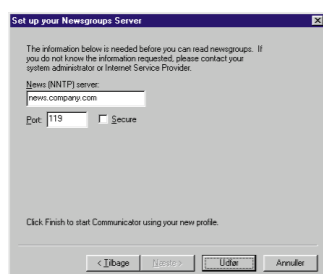 Set up your Newsgroups Server
The information below is needed before you can read newsgroups. If
you do not know the information requested, please contact your
system administrator or Internet Service Provider.
News (NNTP) server:
news.company.com
Port: 119 Secure
Click Finish to start Communicator using your new profile.
< Tilbage Næste > Udfør Annuller